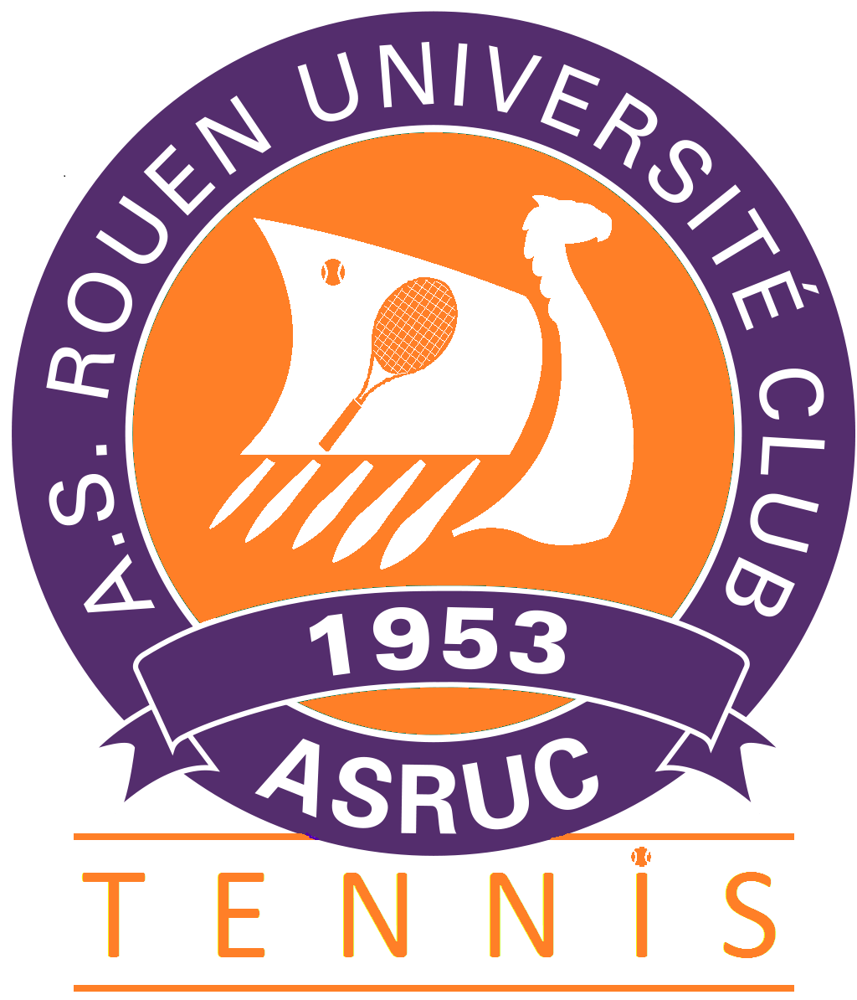 A.S. ROUEN UNIVERSITÉ CLUB
1953
ASRUC
TENNiS